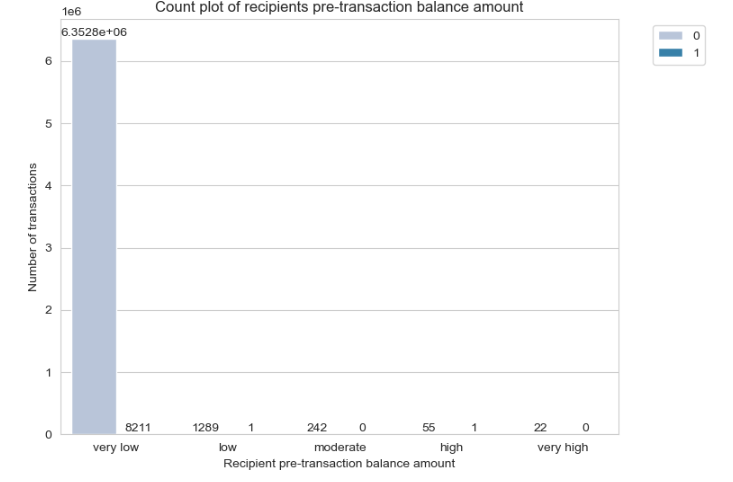 Count plot of recipients pre-transaction balance amount
1e6
6.3528e+06
0
1
6
5
4
3
2
1
0
Number of transactions
8211
1289
1
242
0
55
1
22
0
very low
low
moderate
high
very high
Recipient pre-transaction balance amount